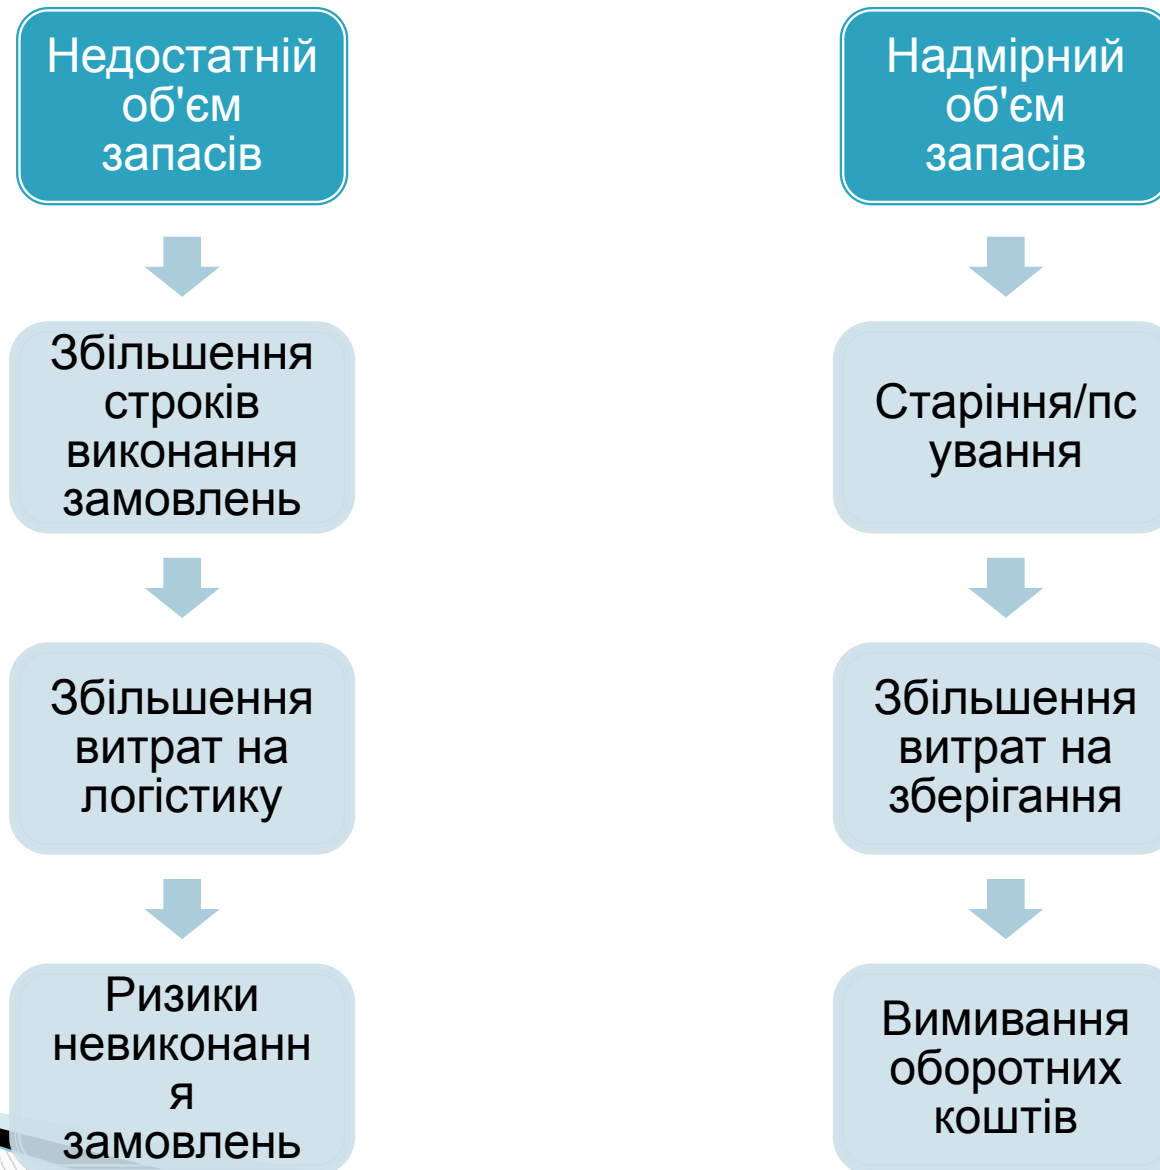 Недостатній
об'єм
запасів
Збільшення
строків
виконання
замовлень
Збільшення
витрат на
логістику
Ризики
невиконанн
я
замовлень
Надмірний
об'єм
запасів
Старіння/пс
ування
Збільшення
витрат на
зберігання
Вимивання
оборотних
коштів